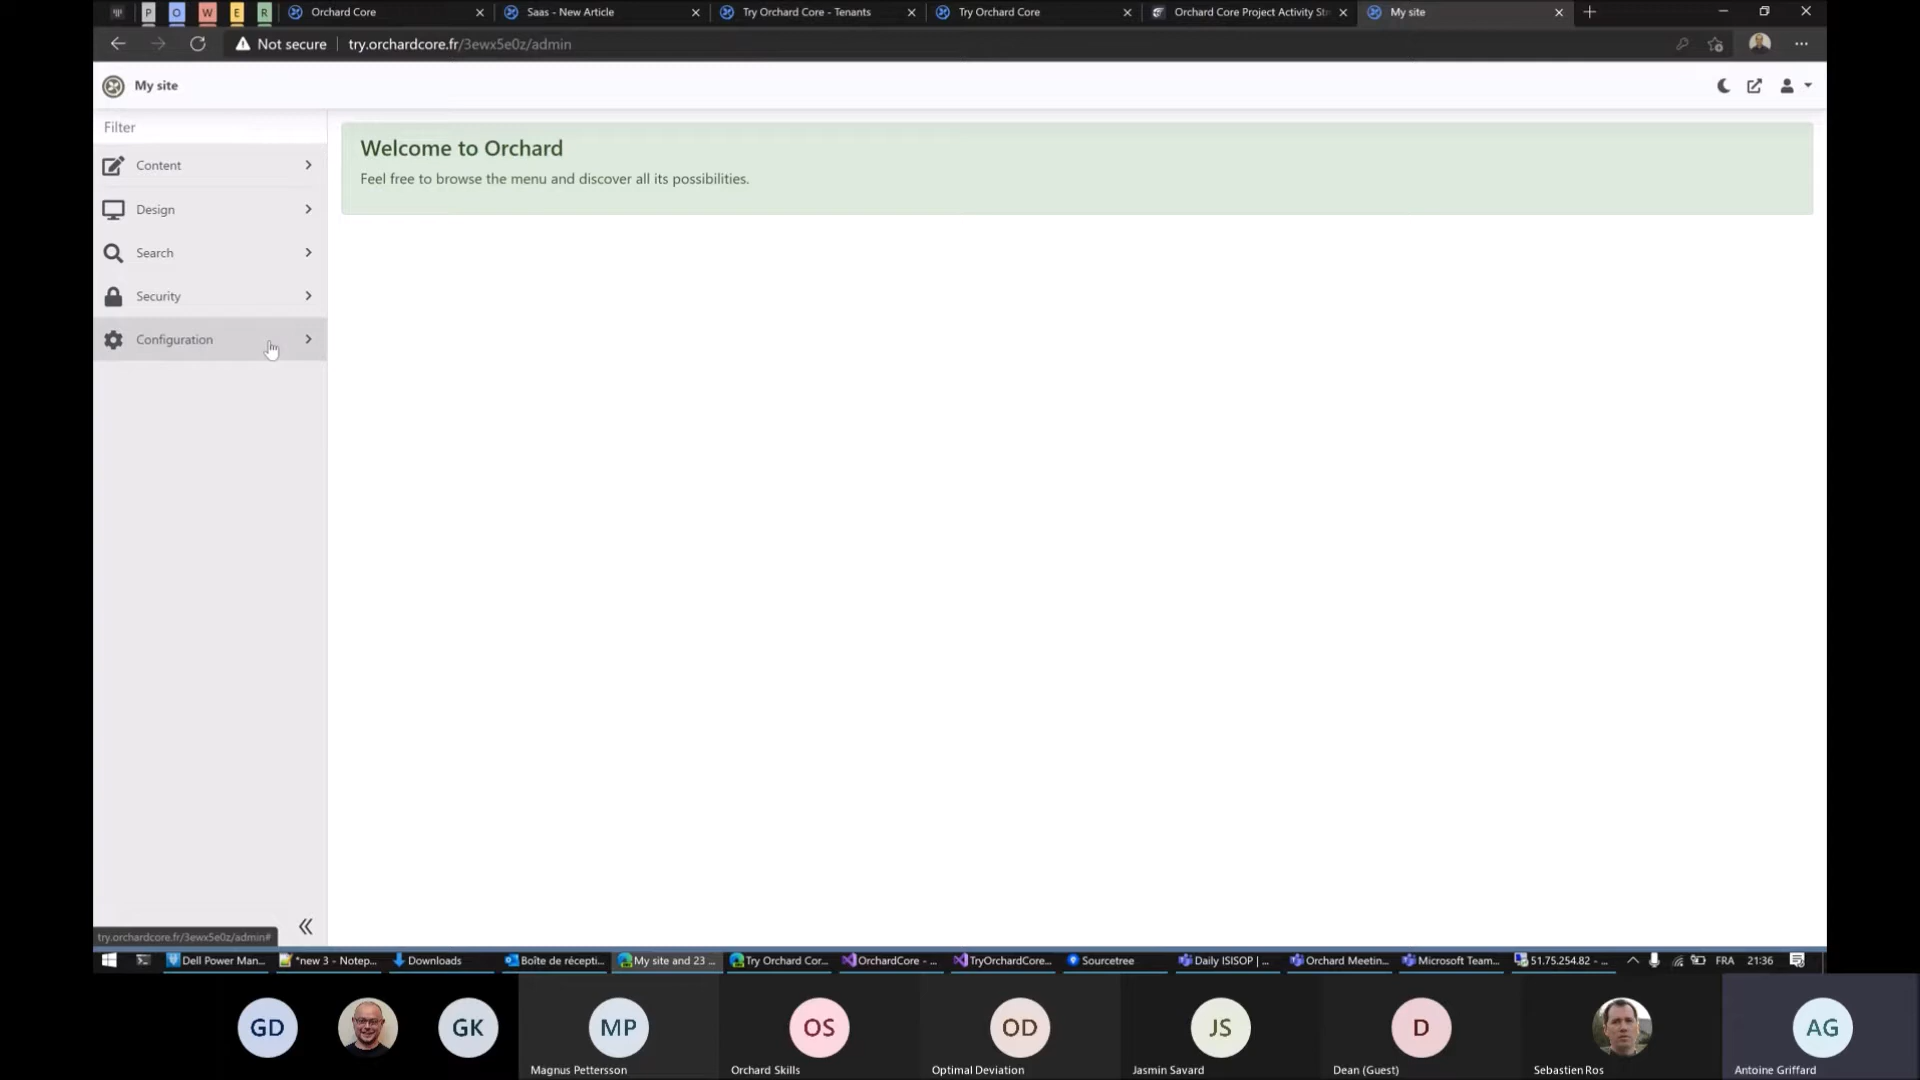 P
O
W
E
R
Orchard Core
Saas - New Article
Try Orchard Core - Tenants
Try Orchard Core
Orchard Core Project Activity St
My site
Not secure
try.orchardcore.fr/3ewx5e0z/admin
My site
Filter
Content
Design
Search
Security
Configuration
Welcome to Orchard
Feel free to browse the menu and discover all its possibilities.
try.orchardcore.fr/3ewx5e0z/admin#
Dell Power Man...
*new 3 - Notep...
Downloads
Boîte de récepti...
My site and 23 ...
Try Orchard Cor...
OrchardCore - ...
TryOrchardCore...
Sourcetree
Daily ISISOP | ...
Orchard Meetin...
Microsoft Team...
51.75.254.82 - ...
FRA
21:36
GD
GK
MP
OS
OD
JS
D
AG
Magnus Pettersson
Orchard Skills
Optimal Deviation
Jasmin Savard
Dean (Guest)
Sebastien Ros
Antoine Griffard